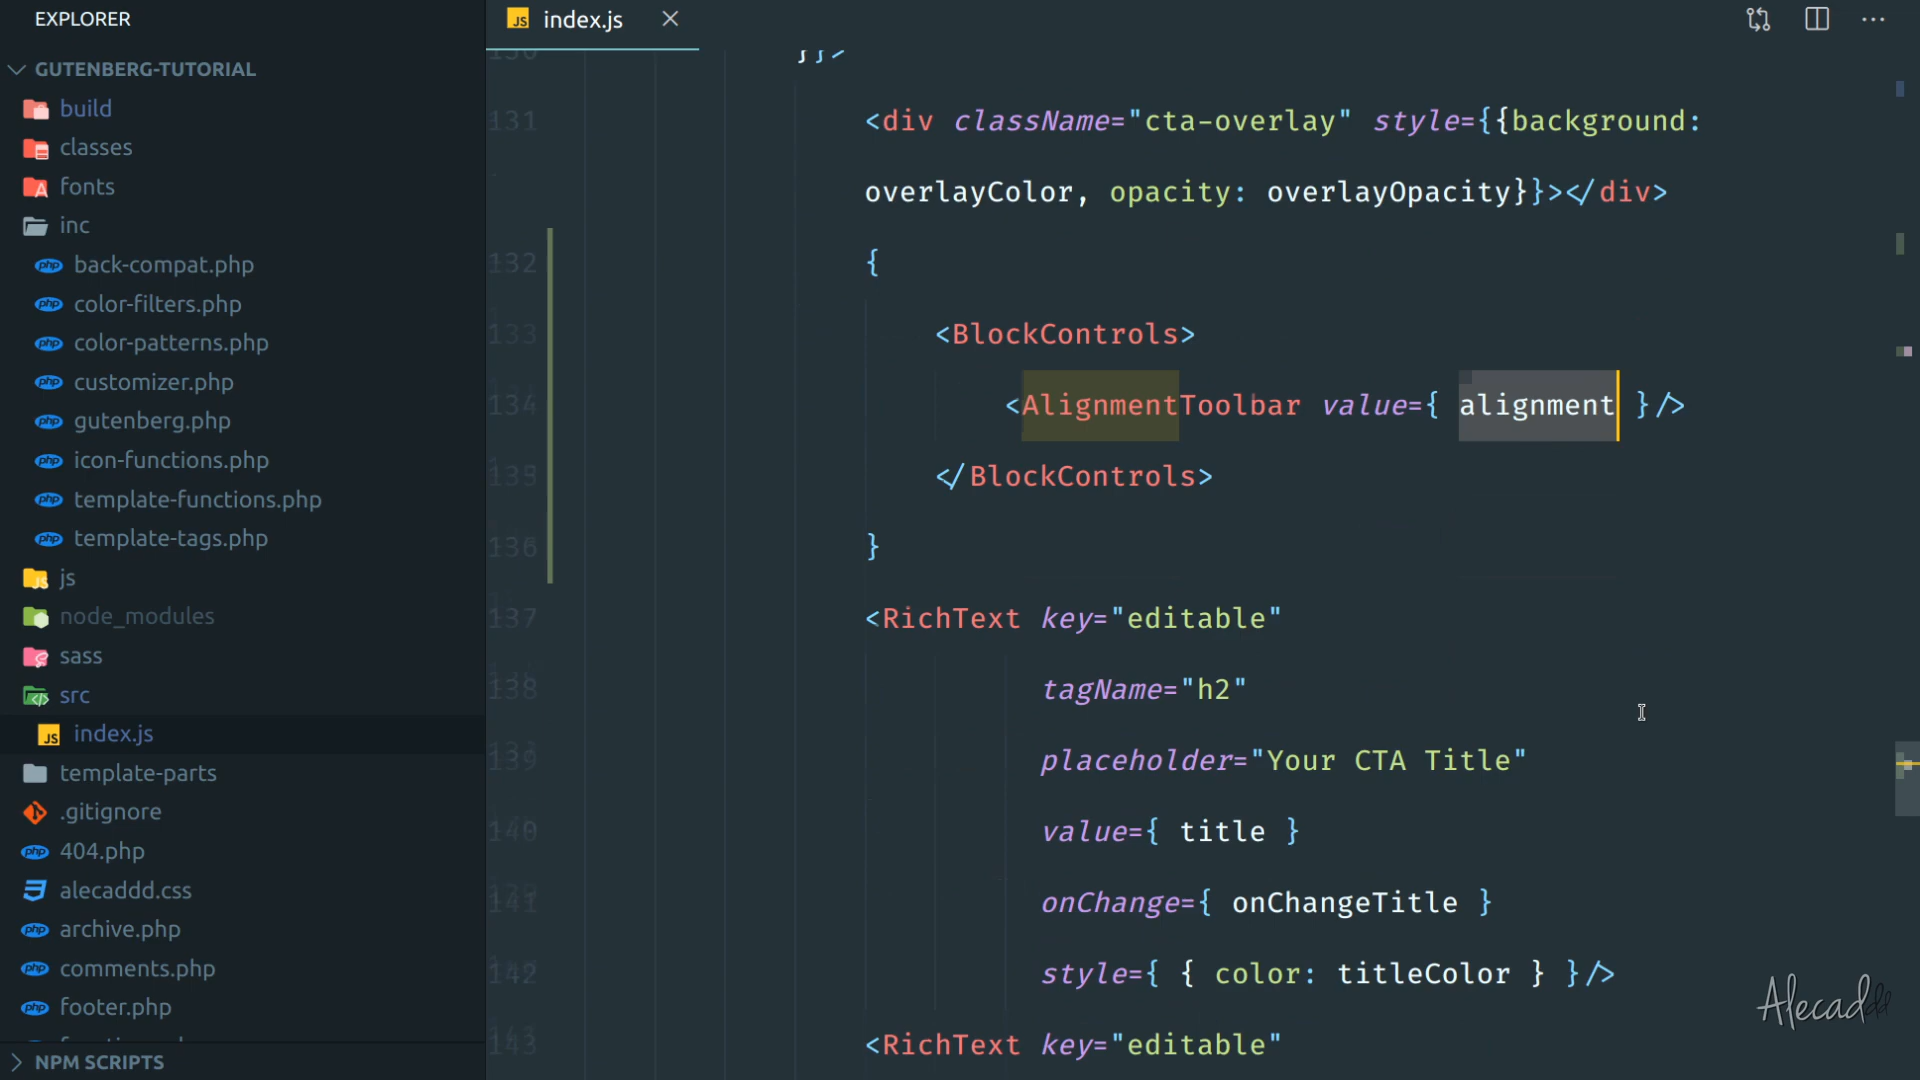 EXPLORER
GUTENBERG-TUTORIAL
build
classes
fonts
inc
back-compat.php
color-filters.php
color-patterns.php
customizer.php
gutenberg.php
icon-functions.php
template-functions.php
template-tags.php
js
node_modules
sass
src
index.js
template-parts
.gitignore
404.php
alecaddd.css
archive.php
comments.php
footer.php
NPM SCRIPTS
index.js
}}>
131 <div className="cta-overlay" style={{background:
overlayColor, opacity: overlayOpacity}}></div>
132 {
133 <BlockControls>
134 <AlignmentToolbar value={ alignment }/>
135 </BlockControls>
136 }
137 <RichText key="editable"
138 tagName="h2"
139 placeholder="Your CTA Title"
140 value={ title }
141 onChange={ onChangeTitle }
142 style={ { color: titleColor } }/>
143 <RichText key="editable"
Alecaddd